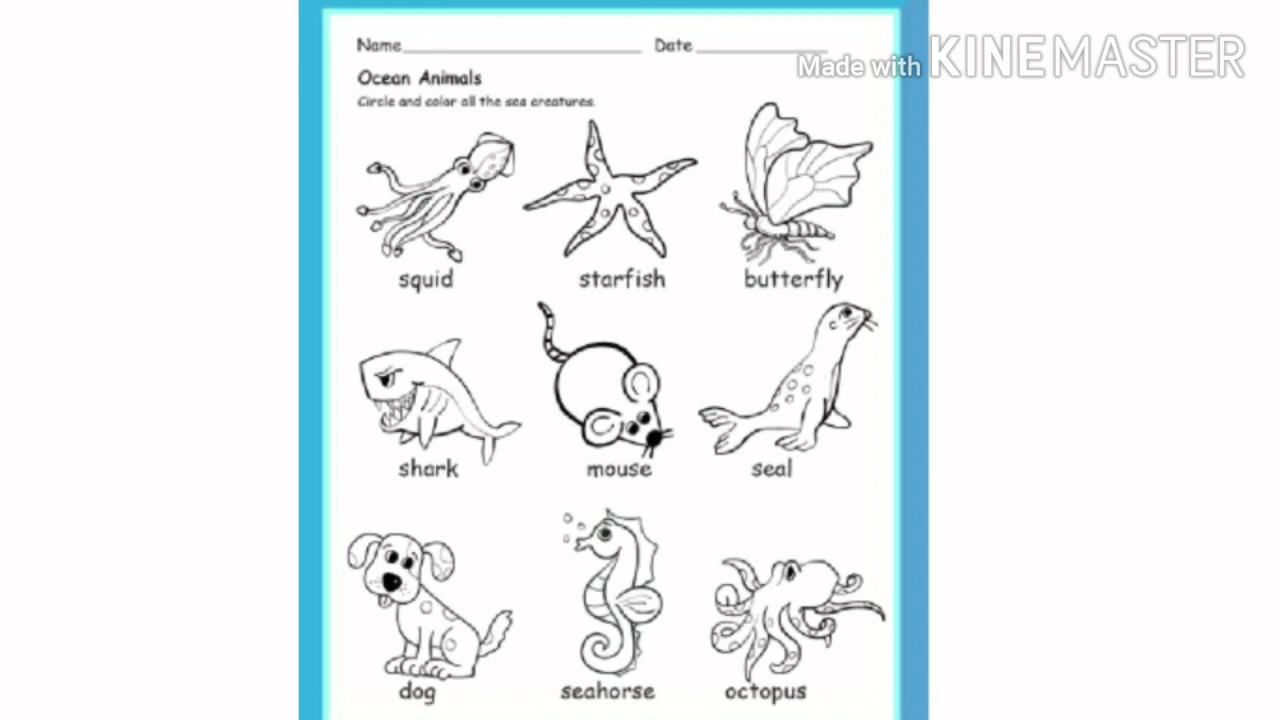 Name Date
Made with KINEMASTER
Ocean Animals
Circle and color all the sea creatures.
squid starfish butterfly
shark mouse seal
dog seahorse octopus